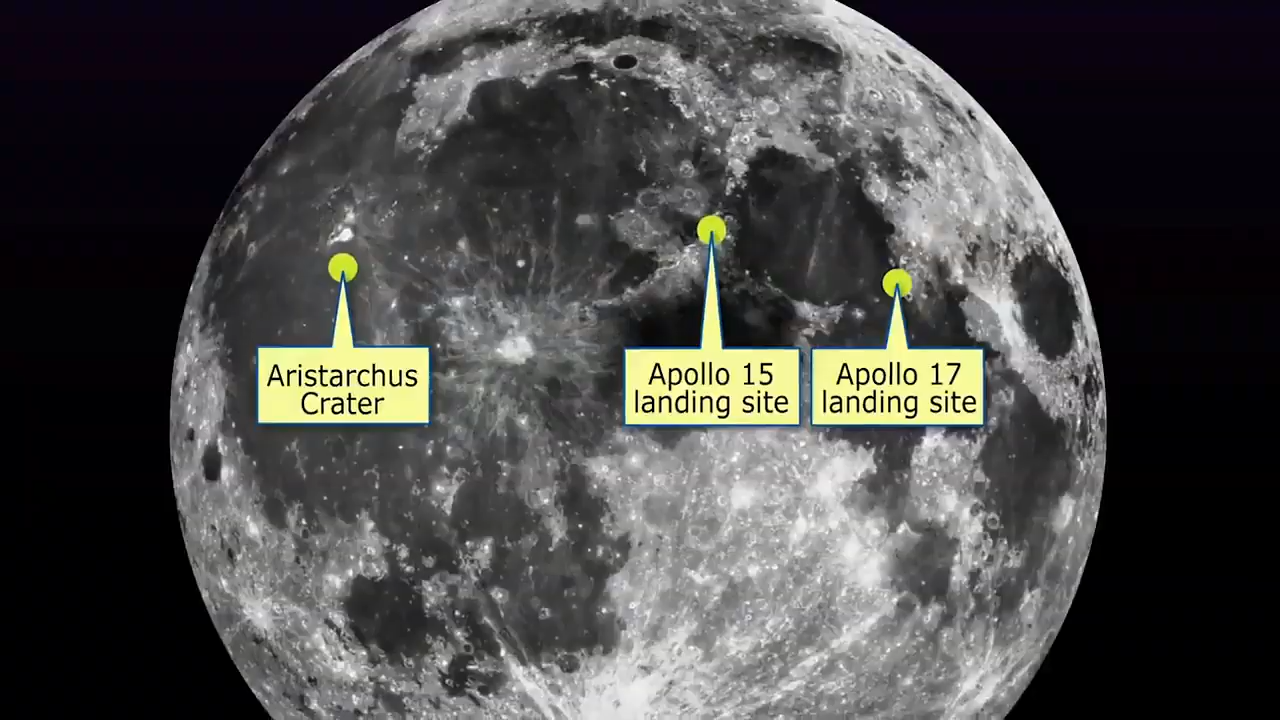 Aristarchus
Crater
Apollo 15
landing site
Apollo 17
landing site